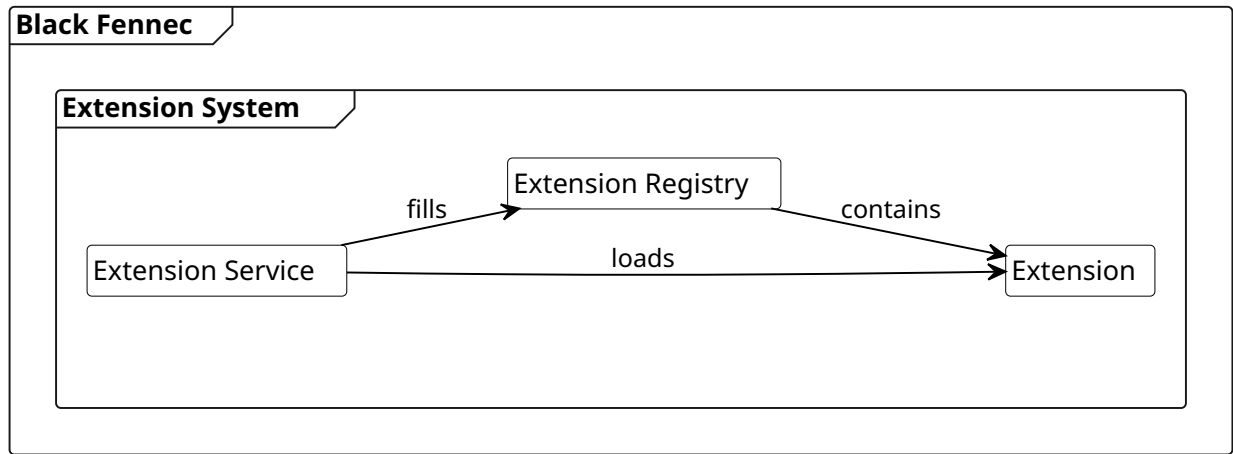 Black Fennec
Extension System
Extension Registry
fills
contains
Extension Service
loads
Extension